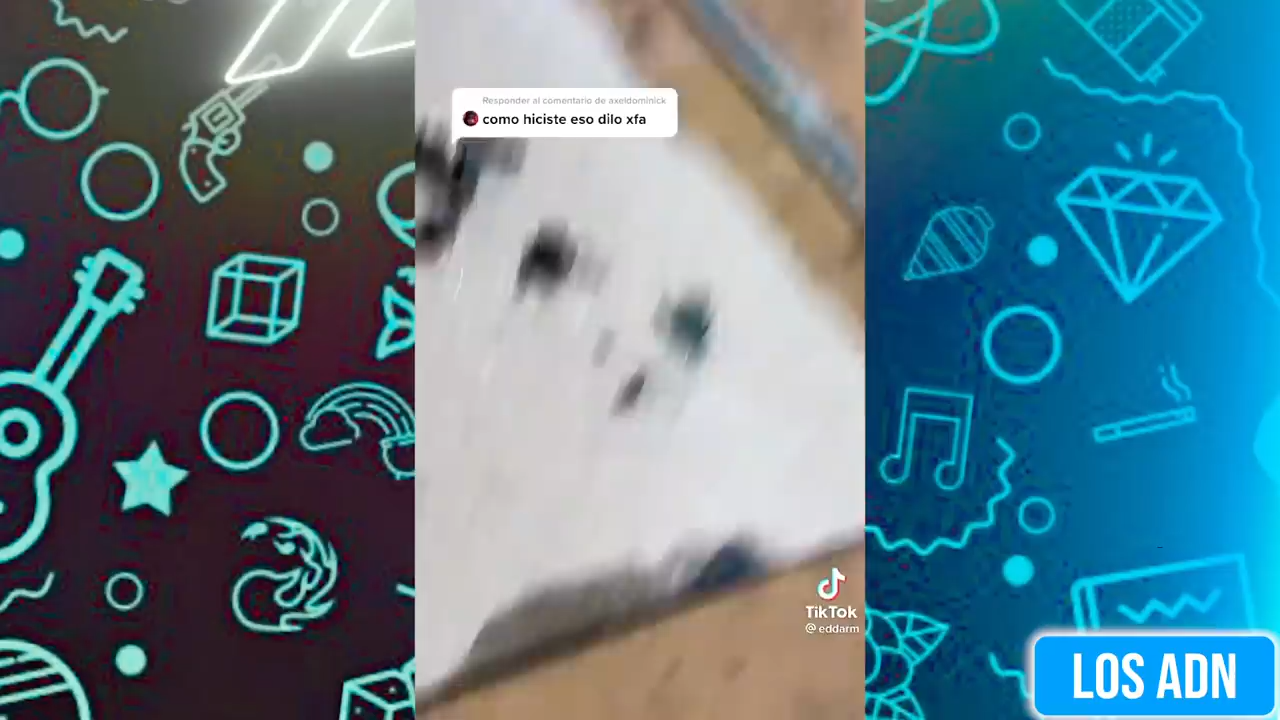 Responder al comentario de axeldominick
como hiciste eso dilo xfa
TikTok
@eddarm
LOS ADN